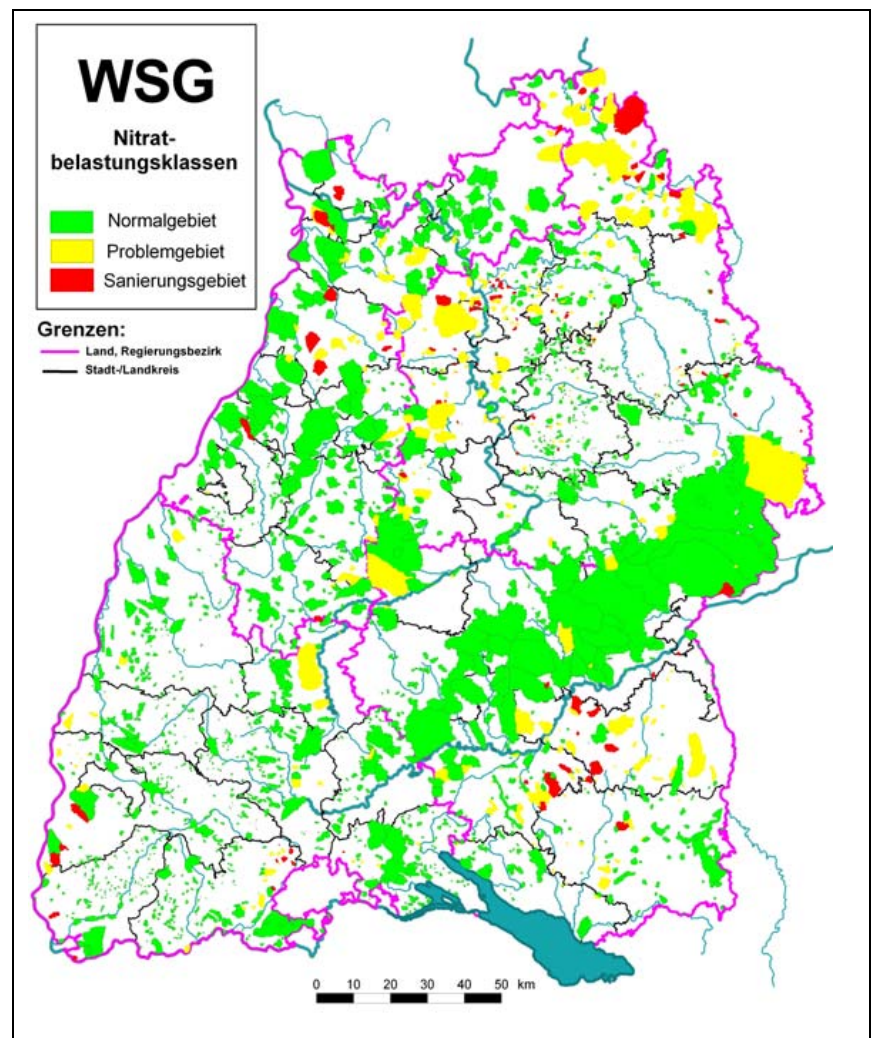 WSG
Nitrat-
belastungsklassen
Normalgebiet
Problemgebiet
Sanierungsgebiet
Grenzen:
Land, Regierungsbezirk
Stadt-/Landkreis
0 10 20 30 40 50 km